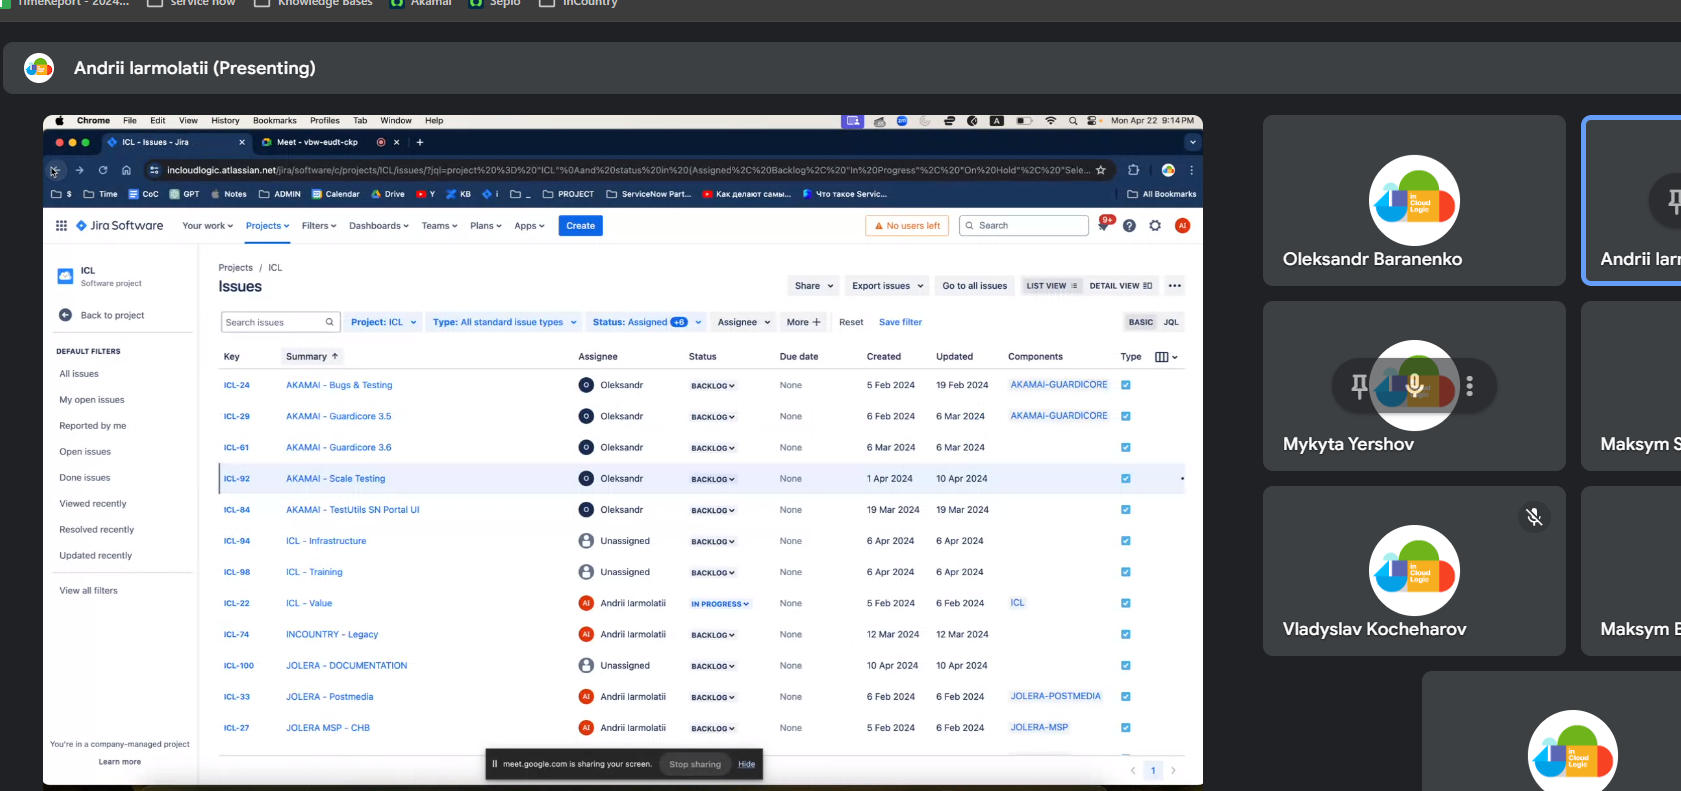 TimeReport - 2024...  service now  Knowledge Bases  Akamai  Sepio  InCountry
Andrii Iarmolatii (Presenting)
Chrome File Edit View History Bookmarks Profiles Tab Window Help
Mon Apr 22 9:14 PM
ICL - Issues - Jira
Meet - vbw-eudt-ckp
incloudlogic.atlassian.net/jira/software/c/projects/ICL/issues/?jql=project%20%3D%20"ICL"%0Aand%20status%20in%20(Assigned%2C%20Backlog%2C%20"In%20Progress"%2C%20"On%20Hold"%2C%20"Sele...
$ Time CoC GPT Notes ADMIN Calendar Drive Y KB i _ PROJECT ServiceNow Part... Как делают самы... Что такое Servic... All Bookmarks
Jira Software Your work Projects Filters Dashboards Teams Plans Apps Create
No users left
Search
9+
AI
ICL
Software project
Back to project
DEFAULT FILTERS
All issues
My open issues
Reported by me
Open issues
Done issues
Viewed recently
Resolved recently
Updated recently
View all filters
You're in a company-managed project
Learn more
Projects / ICL
Issues
Share Export issues Go to all issues LIST VIEW DETAIL VIEW
Search issues Project: ICL Type: All standard issue types Status: Assigned +6 Assignee More + Reset Save filter BASIC JQL
Key Summary Assignee Status Due date Created Updated Components Type
ICL-24 AKAMAI - Bugs & Testing O Oleksandr BACKLOG None 5 Feb 2024 19 Feb 2024 AKAMAI-GUARDICORE
ICL-29 AKAMAI - Guardicore 3.5 O Oleksandr BACKLOG None 6 Feb 2024 6 Mar 2024 AKAMAI-GUARDICORE
ICL-61 AKAMAI - Guardicore 3.6 O Oleksandr BACKLOG None 6 Mar 2024 6 Mar 2024
ICL-92 AKAMAI - Scale Testing O Oleksandr BACKLOG None 1 Apr 2024 10 Apr 2024
ICL-84 AKAMAI - TestUtils SN Portal UI O Oleksandr BACKLOG None 19 Mar 2024 19 Mar 2024
ICL-94 ICL - Infrastructure Unassigned BACKLOG None 6 Apr 2024 6 Apr 2024
ICL-98 ICL - Training Unassigned BACKLOG None 6 Apr 2024 6 Apr 2024
ICL-22 ICL - Value AI Andrii Iarmolatii IN PROGRESS None 5 Feb 2024 6 Feb 2024 ICL
ICL-74 INCOUNTRY - Legacy AI Andrii Iarmolatii BACKLOG None 12 Mar 2024 12 Mar 2024
ICL-100 JOLERA - DOCUMENTATION Unassigned BACKLOG None 10 Apr 2024 10 Apr 2024
ICL-33 JOLERA - Postmedia AI Andrii Iarmolatii BACKLOG None 6 Feb 2024 6 Feb 2024 JOLERA-POSTMEDIA
ICL-27 JOLERA MSP - CHB AI Andrii Iarmolatii BACKLOG None 5 Feb 2024 6 Feb 2024 JOLERA-MSP
meet.google.com is sharing your screen. Stop sharing Hide
1
in Cloud Logic
Oleksandr Baranenko
Andrii Iarm
Mykyta Yershov
Maksym S
in Cloud Logic
Vladyslav Kocheharov
Maksym
in Cloud Logic